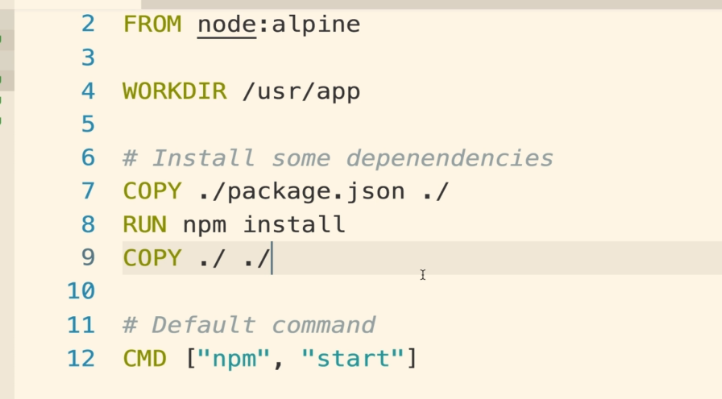 2 FROM node:alpine
3
4 WORKDIR /usr/app
5
6 # Install some depenendencies
7 COPY ./package.json ./
8 RUN npm install
9 COPY ./ ./
10
11 # Default command
12 CMD ["npm", "start"]